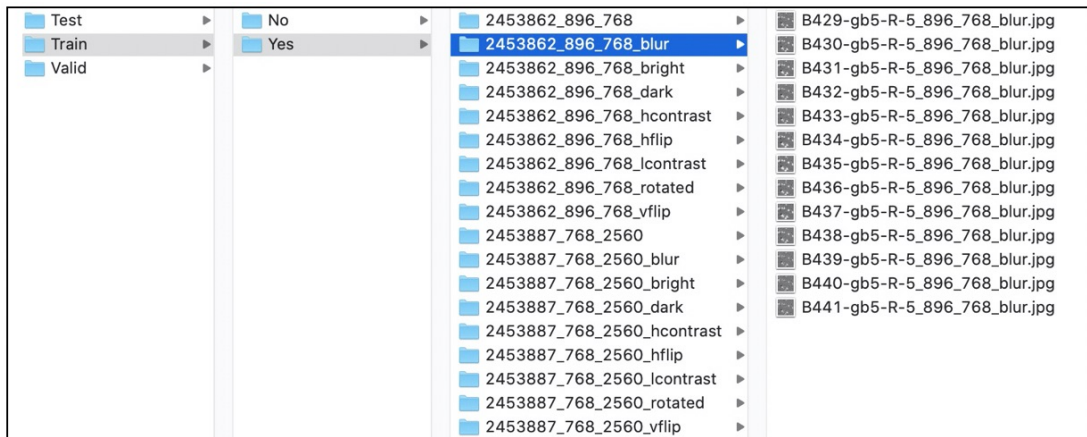 Test
Train
Valid
No
Yes
2453862_896_768
2453862_896_768_blur
2453862_896_768_bright
2453862_896_768_dark
2453862_896_768_hcontrast
2453862_896_768_hflip
2453862_896_768_lcontrast
2453862_896_768_rotated
2453862_896_768_vflip
2453887_768_2560
2453887_768_2560_blur
2453887_768_2560_bright
2453887_768_2560_dark
2453887_768_2560_hcontrast
2453887_768_2560_hflip
2453887_768_2560_lcontrast
2453887_768_2560_rotated
2453887_768_2560_vflip
B429-gb5-R-5_896_768_blur.jpg
B430-gb5-R-5_896_768_blur.jpg
B431-gb5-R-5_896_768_blur.jpg
B432-gb5-R-5_896_768_blur.jpg
B433-gb5-R-5_896_768_blur.jpg
B434-gb5-R-5_896_768_blur.jpg
B435-gb5-R-5_896_768_blur.jpg
B436-gb5-R-5_896_768_blur.jpg
B437-gb5-R-5_896_768_blur.jpg
B438-gb5-R-5_896_768_blur.jpg
B439-gb5-R-5_896_768_blur.jpg
B440-gb5-R-5_896_768_blur.jpg
B441-gb5-R-5_896_768_blur.jpg